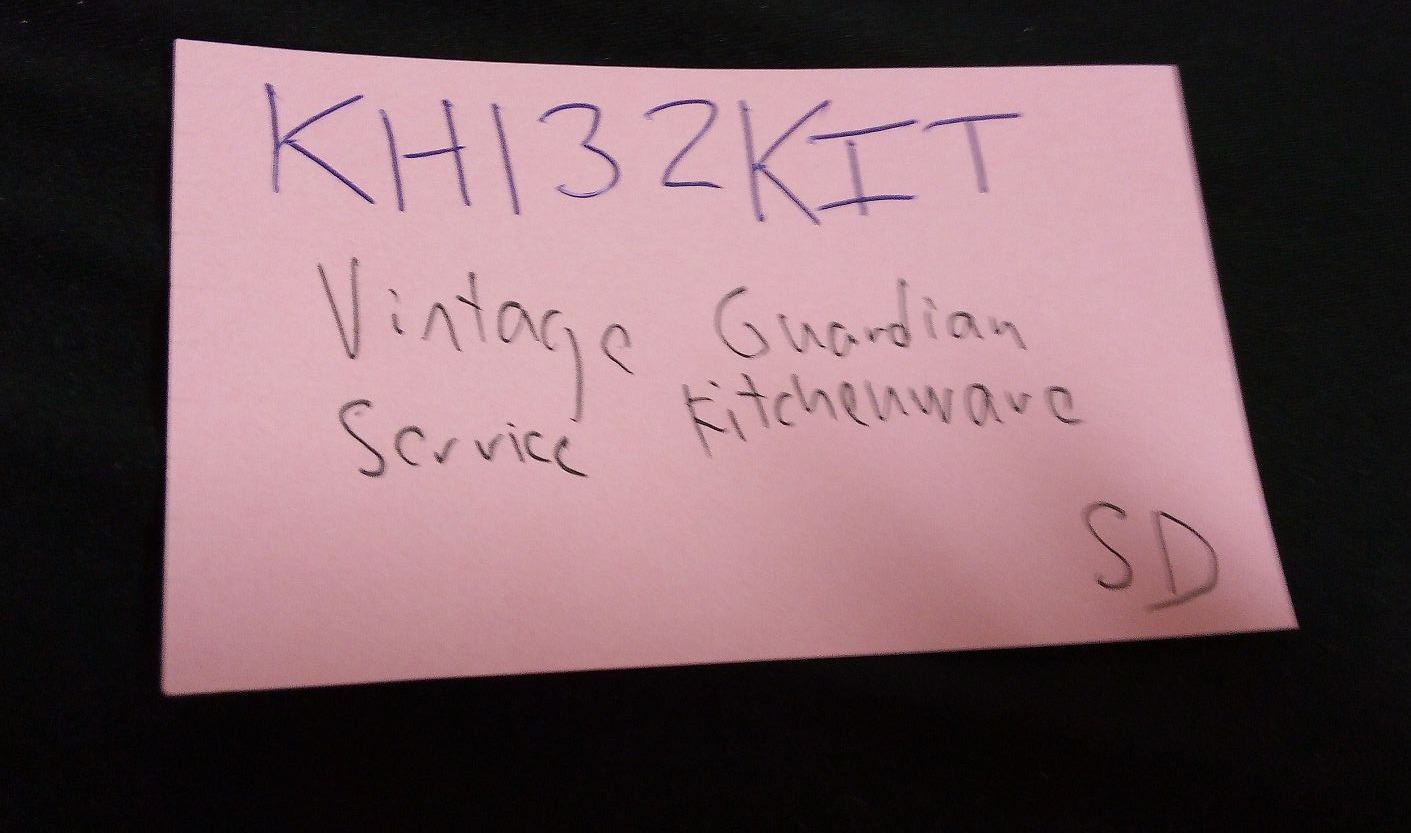 KH132KIT
Vintage Guardian
Service Kitchenware
SD